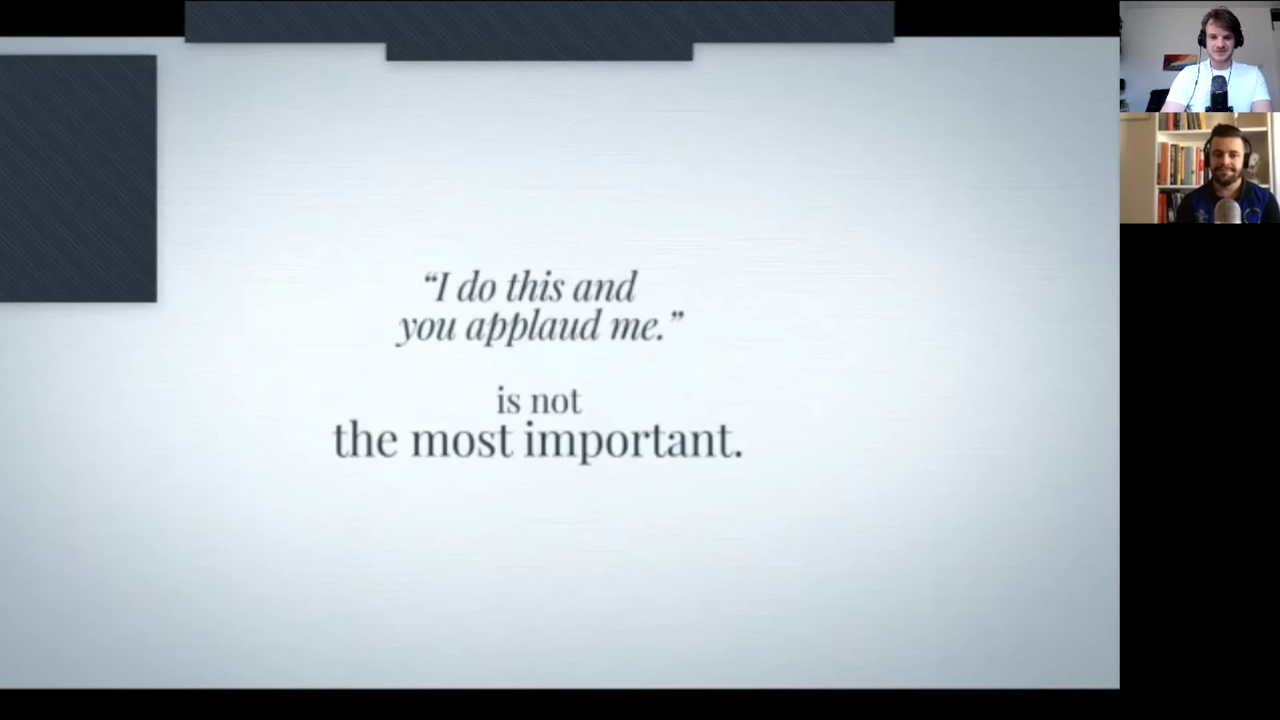 “I do this and
you applaud me.”
is not
the most important.